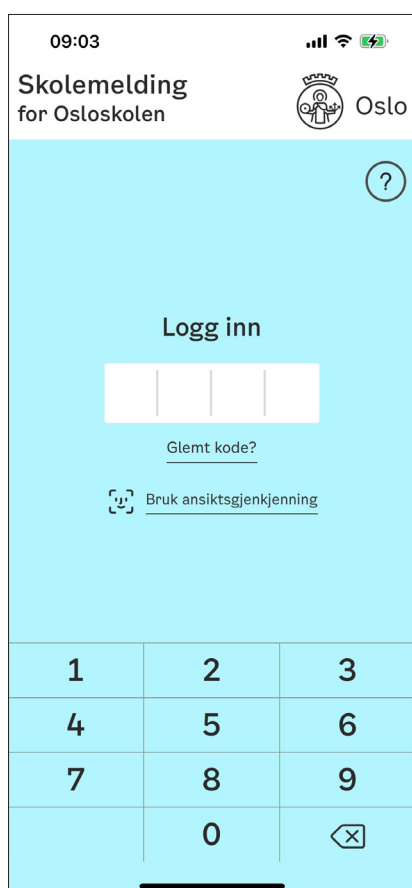 09:03
Skolemelding
for Osloskolen
Oslo
?
Logg inn
Glemt kode?
Bruk ansiktsgjenkjenning
1 2 3
4 5 6
7 8 9
0